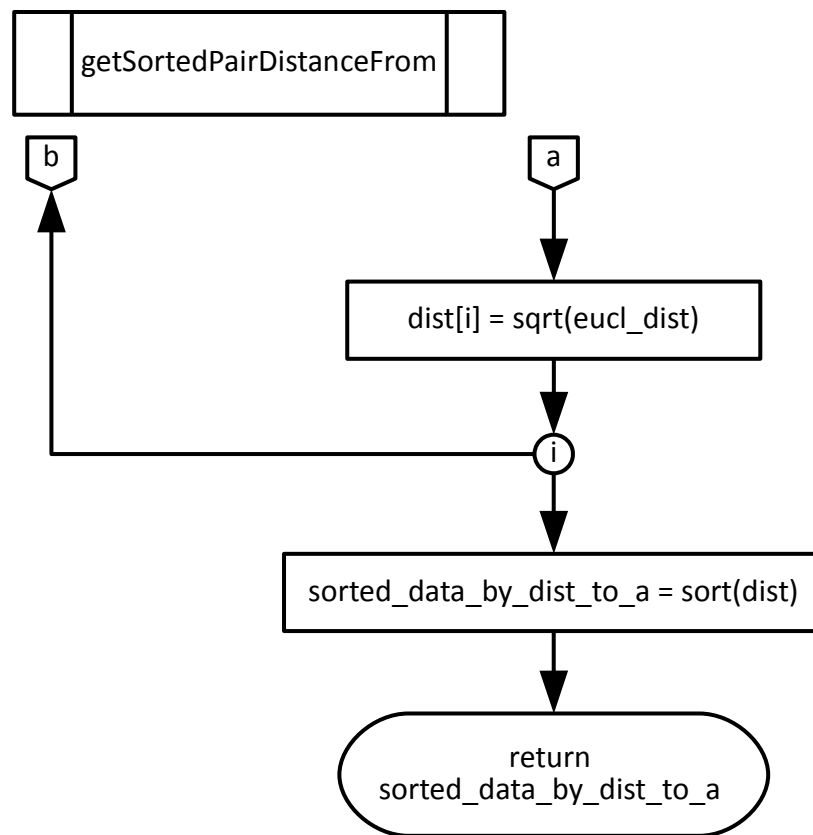 getSortedPairDistanceFrom
b
a
dist[i] = sqrt(eucl_dist)
i
sorted_data_by_dist_to_a = sort(dist)
return
sorted_data_by_dist_to_a